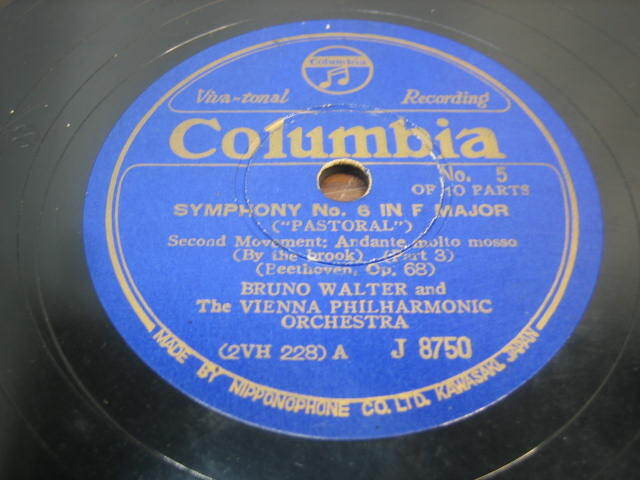 Columbia
Viva-tonal Recording
Columbia
No. 5
OF 10 PARTS
SYMPHONY No. 6 IN F MAJOR
("PASTORAL")
Second Movement: Andante molto mosso
(By the brook) (Part 3)
(Beethoven, Op. 68)
BRUNO WALTER and
The VIENNA PHILHARMONIC
ORCHESTRA
(2VH 228) A J 8750
MADE BY NIPPONOPHONE CO., LTD. KAWASAKI, JAPAN